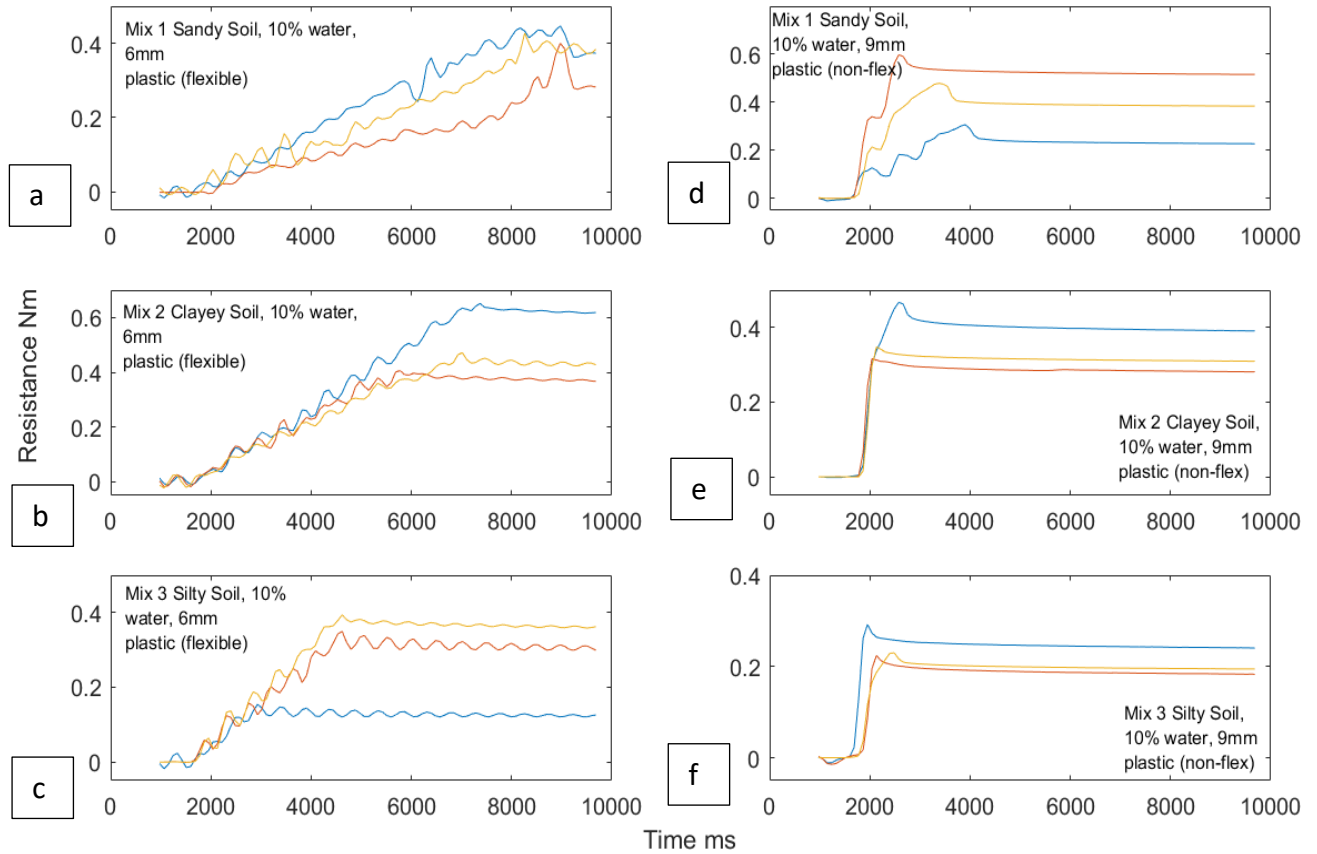 Mix 1 Sandy Soil, 10% water,
6mm
plastic (flexible)
0.4
0.2
0
0 2000 4000 6000 8000 10000
a
Mix 2 Clayey Soil, 10% water,
6mm
plastic (flexible)
0.6
0.4
0.2
0
0 2000 4000 6000 8000 10000
b
Mix 3 Silty Soil, 10%
water, 6mm
plastic (flexible)
0.4
0.2
0
0 2000 4000 6000 8000 10000
c
Mix 1 Sandy Soil,
10% water, 9mm
plastic (non-flex)
0.6
0.4
0.2
0
0 2000 4000 6000 8000 10000
d
0.4
0.2
0
Mix 2 Clayey Soil,
10% water, 9mm
plastic (non-flex)
0 2000 4000 6000 8000 10000
e
0.4
0.2
0
Mix 3 Silty Soil,
10% water, 9mm
plastic (non-flex)
0 2000 4000 6000 8000 10000
f
Resistance Nm
Time ms